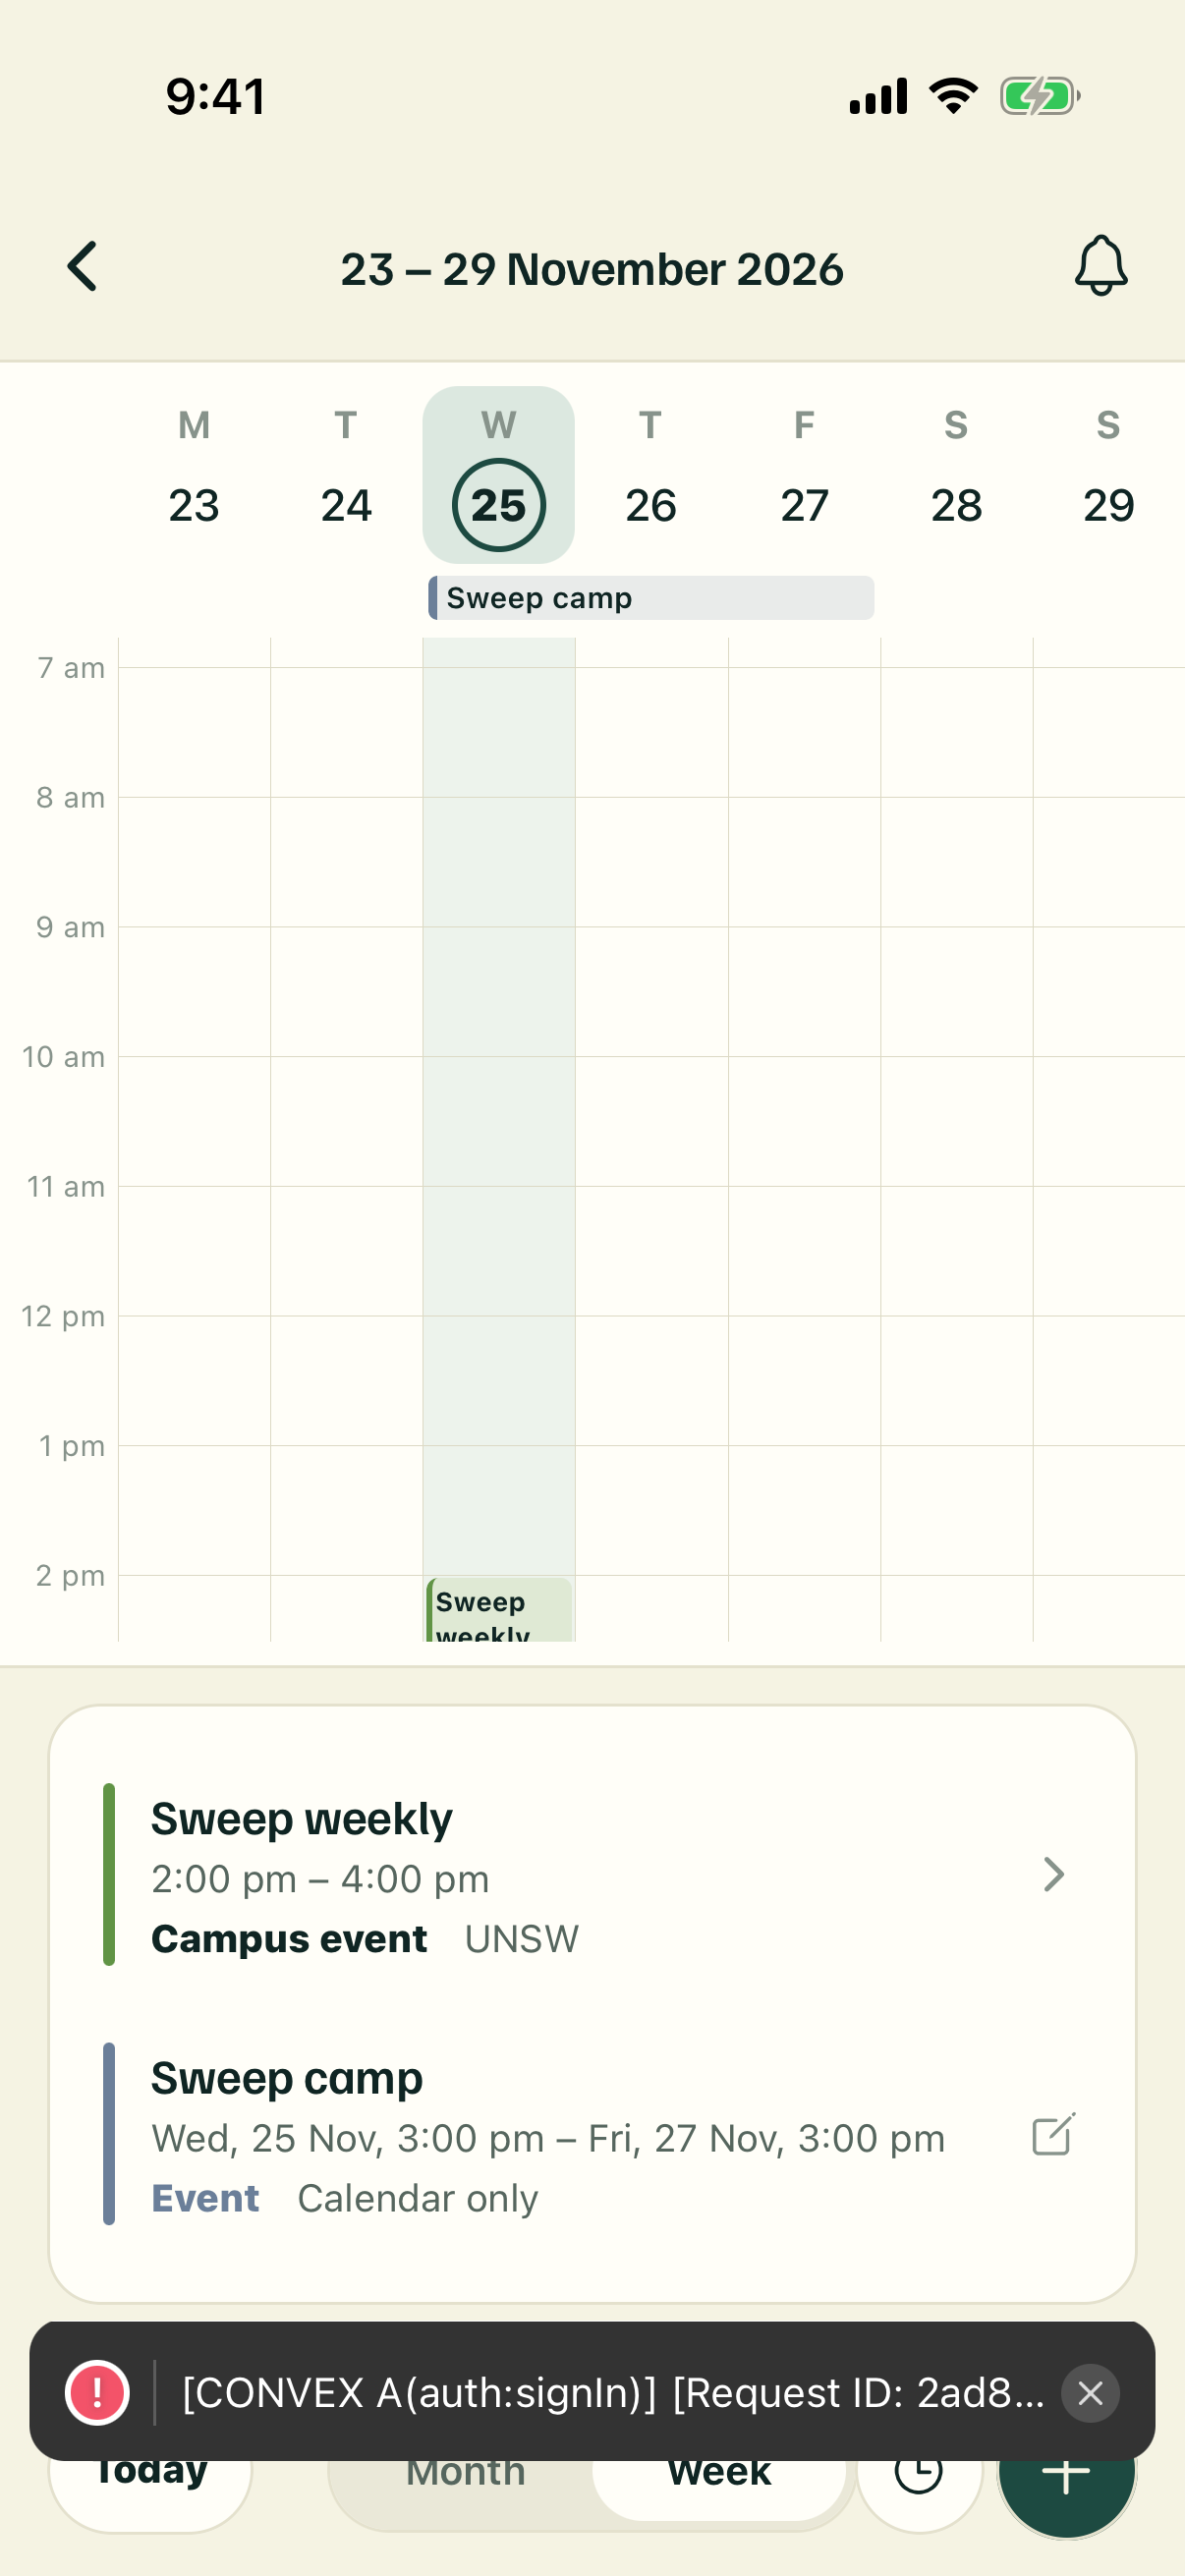 9:41
23 – 29 November 2026
M T W T F S S
23 24 25 26 27 28 29
Sweep camp
7 am
8 am
9 am
10 am
11 am
12 pm
1 pm
2 pm
Sweep
weekly
Sweep weekly
2:00 pm – 4:00 pm
Campus event UNSW
Sweep camp
Wed, 25 Nov, 3:00 pm – Fri, 27 Nov, 3:00 pm
Event Calendar only
[CONVEX A(auth:signIn)] [Request ID: 2ad8...
Today Month Week